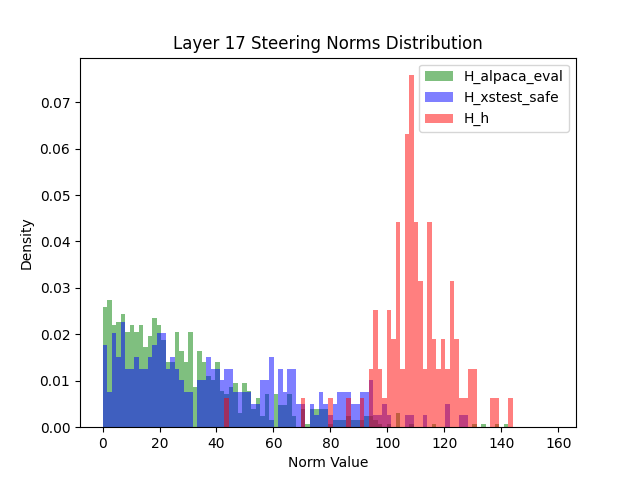 Layer 17 Steering Norms Distribution
H_alpaca_eval
H_xstest_safe
H_h
0.07
0.06
0.05
0.04
0.03
0.02
0.01
0.00
Density
0
20
40
60
80
100
120
140
160
Norm Value